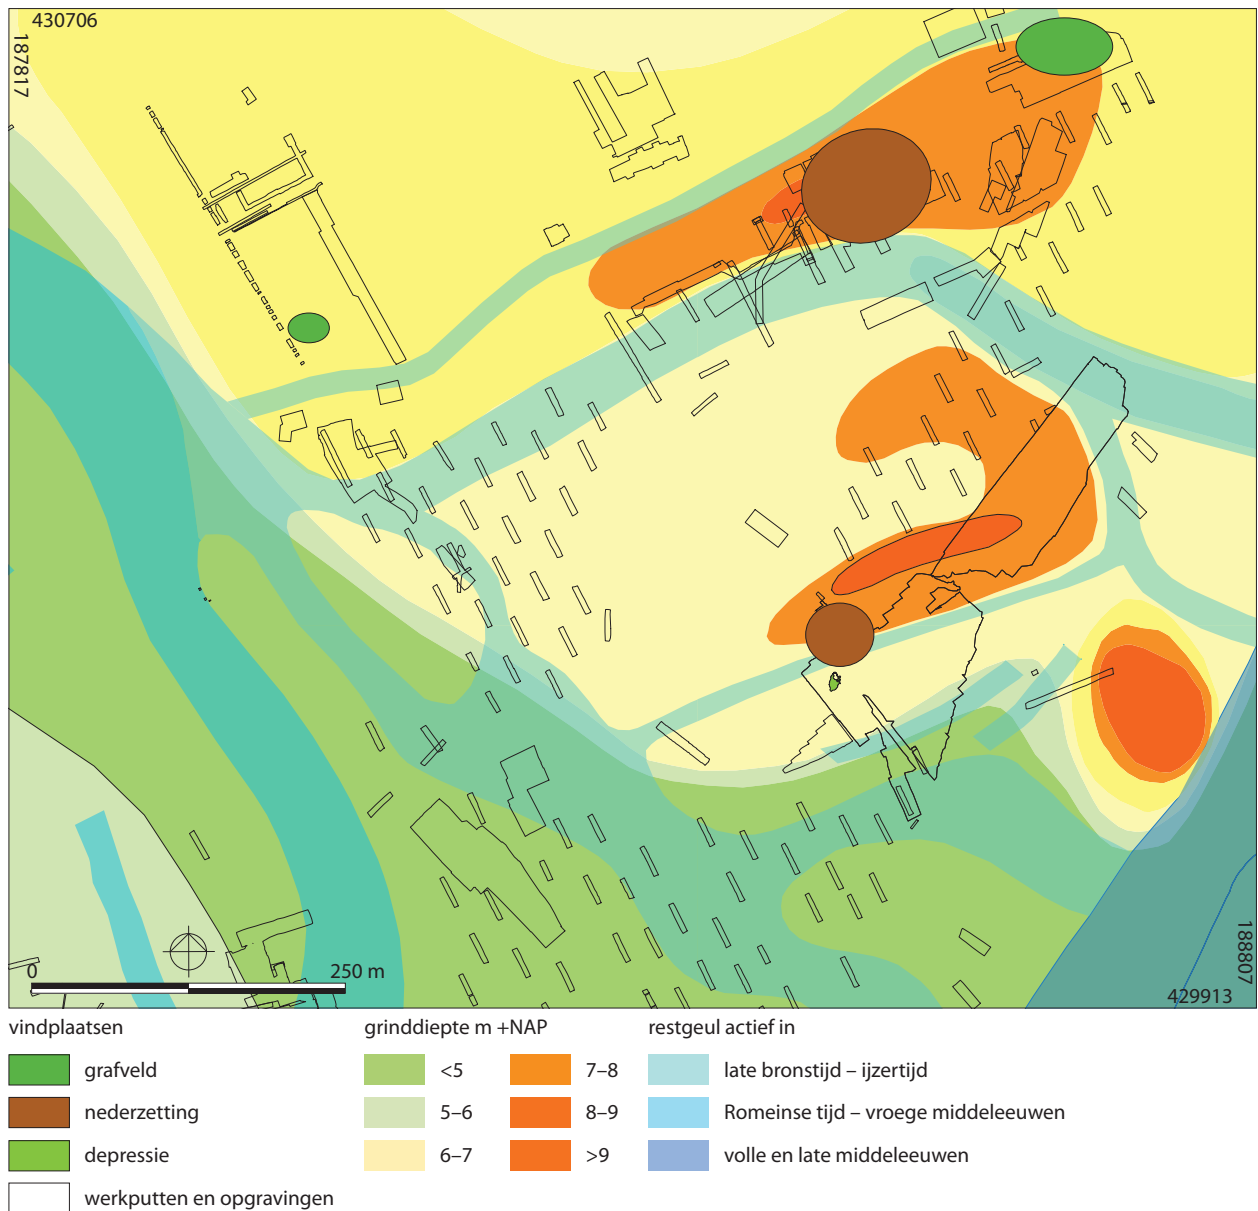 430706
187817
0
250 m
188807
429913
vindplaatsen
grafveld
nederzetting
depressie
werkputten en opgravingen
grinddiepte m +NAP
<5
5–6
6–7
7–8
8–9
>9
restgeul actief in
late bronstijd – ijzertijd
Romeinse tijd – vroege middeleeuwen
volle en late middeleeuwen